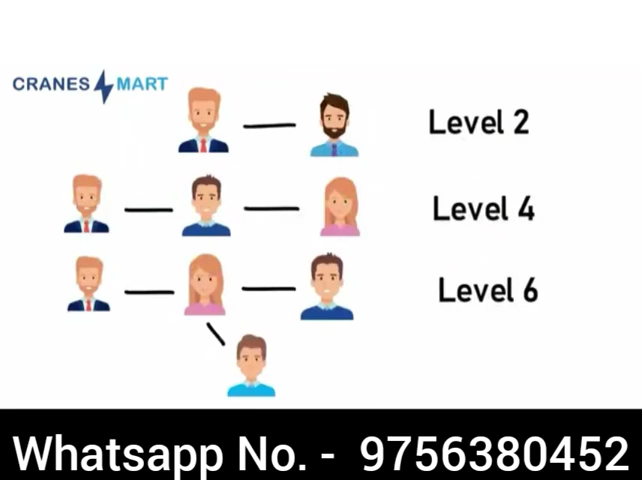 CRANES MART
Level 2
Level 4
Level 6
Whatsapp No. - 9756380452